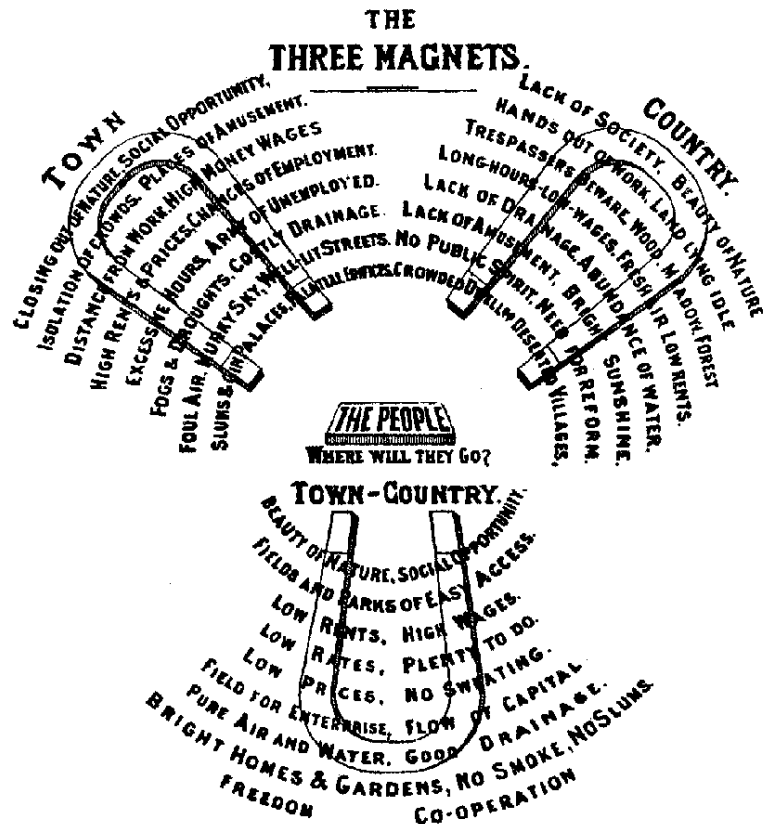 THE
THREE MAGNETS.
TOWN
CLOSING OUT OF NATURE. SOCIAL OPPORTUNITY.
ISOLATION OF CROWDS. PLACES OF AMUSEMENT.
DISTANCE FROM WORK. HIGH MONEY WAGES
HIGH RENTS & PRICES. CHANCES OF EMPLOYMENT.
EXCESSIVE HOURS. ARMY OF UNEMPLOYED.
FOGS & DROUGHTS. COSTLY DRAINAGE.
FOUL AIR. MURKY SKY. WELL-LIT STREETS.
SLUMS & GIN PALACES. PALATIAL EDIFICES.
COUNTRY.
LACK OF SOCIETY. BEAUTY OF NATURE
HANDS OUT OF WORK. LAND LYING IDLE
TRESPASSERS BEWARE. WOOD, MEADOW, FOREST
LONG-HOURS-LOW-WAGES. FRESH AIR LOW RENTS.
LACK OF DRAINAGE. ABUNDANCE OF WATER.
LACK OF AMUSEMENT. BRIGHT SUNSHINE.
NO PUBLIC SPIRIT. NEED FOR REFORM.
CROWDED DWELLINGS DESERTED VILLAGES,
THE PEOPLE
WHERE WILL THEY GO?
TOWN-COUNTRY.
BEAUTY OF NATURE, SOCIAL OPPORTUNITY.
FIELDS AND PARKS OF EASY ACCESS.
LOW RENTS, HIGH WAGES.
LOW RATES, PLENTY TO DO.
LOW PRICES, NO SWEATING.
FIELD FOR ENTERPRISE, FLOW OF CAPITAL
PURE AIR AND WATER, GOOD DRAINAGE.
BRIGHT HOMES & GARDENS, NO SMOKE, NO SLUMS.
FREEDOM CO-OPERATION